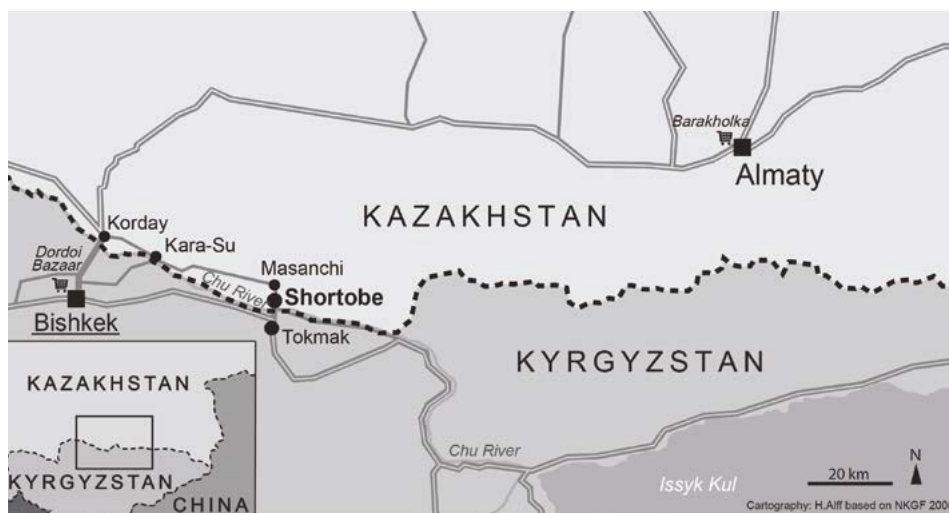 Barakholka
Almaty
KAZAKHSTAN
Korday
Kara-Su
Dordoi
Bazaar
Masanchi
Chu River
Shortobe
Bishkek
Tokmak
KYRGYZSTAN
KAZAKHSTAN
KYRGYZSTAN
CHINA
Chu River
Issyk Kul
20 km
N
Cartography: H.Alff based on NKGF 200